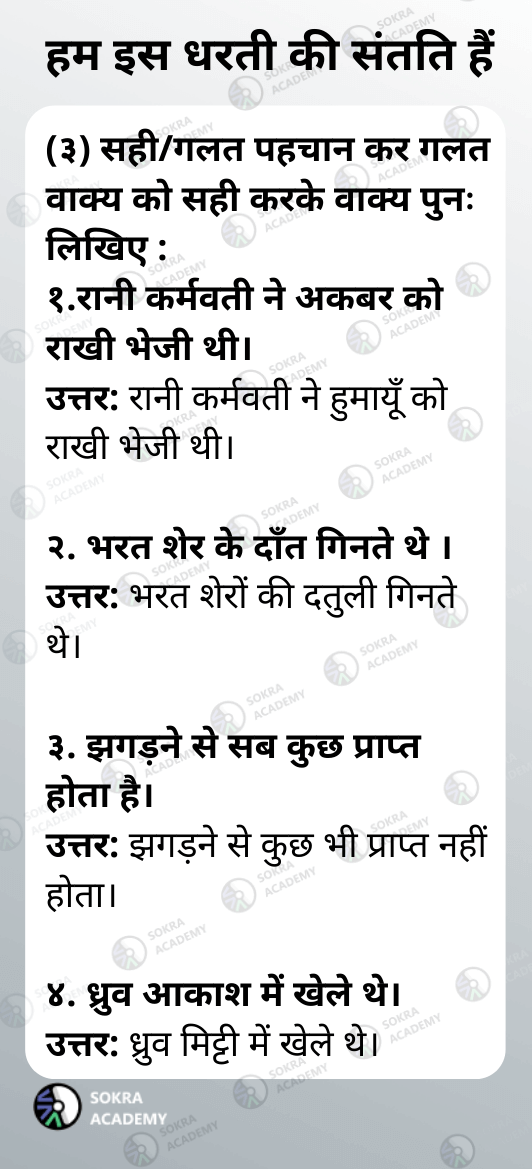 हम इस धरती की संतति हैं
(३) सही/गलत पहचान कर गलत
वाक्य को सही करके वाक्य पुनः
लिखिए :
१.रानी कर्मवती ने अकबर को
राखी भेजी थी।
उत्तर: रानी कर्मवती ने हुमायूँ को
राखी भेजी थी।
२. भरत शेर के दाँत गिनते थे ।
उत्तर: भरत शेरों की दतुली गिनते
थे।
३. झगड़ने से सब कुछ प्राप्त
होता है।
उत्तर: झगड़ने से कुछ भी प्राप्त नहीं
होता।
४. ध्रुव आकाश में खेले थे।
उत्तर: ध्रुव मिट्टी में खेले थे।
SOKRA
ACADEMY